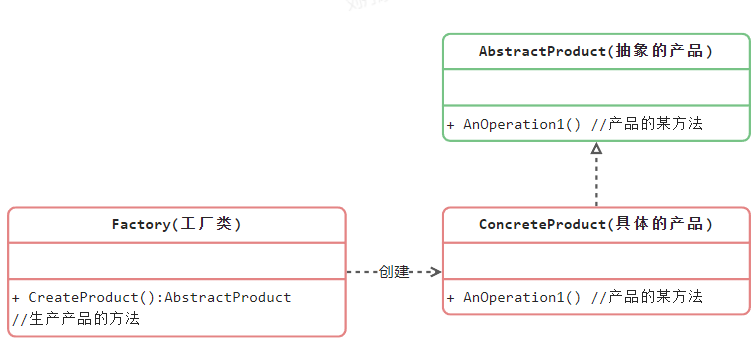 AbstractProduct(抽象的产品)
+ AnOperation1() //产品的某方法
Factory(工厂类)
+ CreateProduct():AbstractProduct
//生产产品的方法
创建
ConcreteProduct(具体的产品)
+ AnOperation1() //产品的某方法